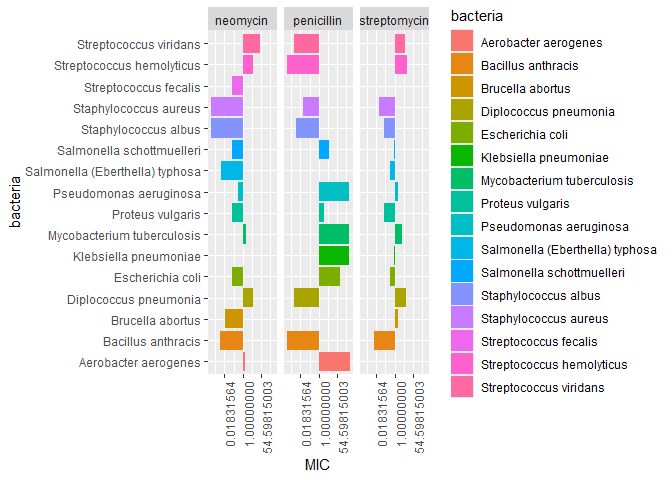 neomycin penicillin streptomycin
Streptococcus viridans
Streptococcus hemolyticus
Streptococcus fecalis
Staphylococcus aureus
Staphylococcus albus
Salmonella schottmuelleri
Salmonella (Eberthella) typhosa
Pseudomonas aeruginosa
Proteus vulgaris
Mycobacterium tuberculosis
Klebsiella pneumoniae
Escherichia coli
Diplococcus pneumonia
Brucella abortus
Bacillus anthracis
Aerobacter aerogenes
bacteria
0.01831564
1.00000000
54.59815003
0.01831564
1.00000000
54.59815003
0.01831564
1.00000000
54.59815003
MIC
bacteria
Aerobacter aerogenes
Bacillus anthracis
Brucella abortus
Diplococcus pneumonia
Escherichia coli
Klebsiella pneumoniae
Mycobacterium tuberculosis
Proteus vulgaris
Pseudomonas aeruginosa
Salmonella (Eberthella) typhosa
Salmonella schottmuelleri
Staphylococcus albus
Staphylococcus aureus
Streptococcus fecalis
Streptococcus hemolyticus
Streptococcus viridans